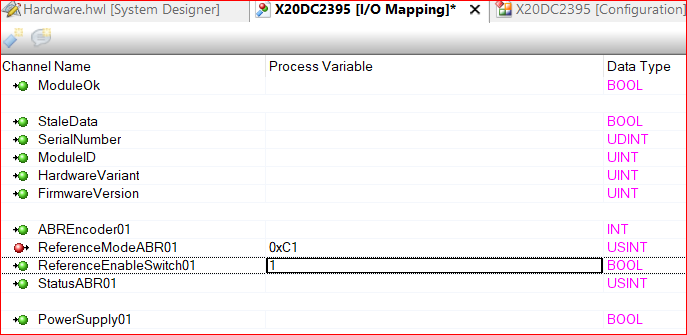 Hardware.hwl [System Designer] X20DC2395 [I/O Mapping]* X20DC2395 [Configuration]
Channel Name Process Variable Data Type
ModuleOk BOOL
StaleData BOOL
SerialNumber UDINT
ModuleID UINT
HardwareVariant UINT
FirmwareVersion UINT
ABREncoder01 INT
ReferenceModeABR01 0xC1 USINT
ReferenceEnableSwitch01 1 BOOL
StatusABR01 USINT
PowerSupply01 BOOL